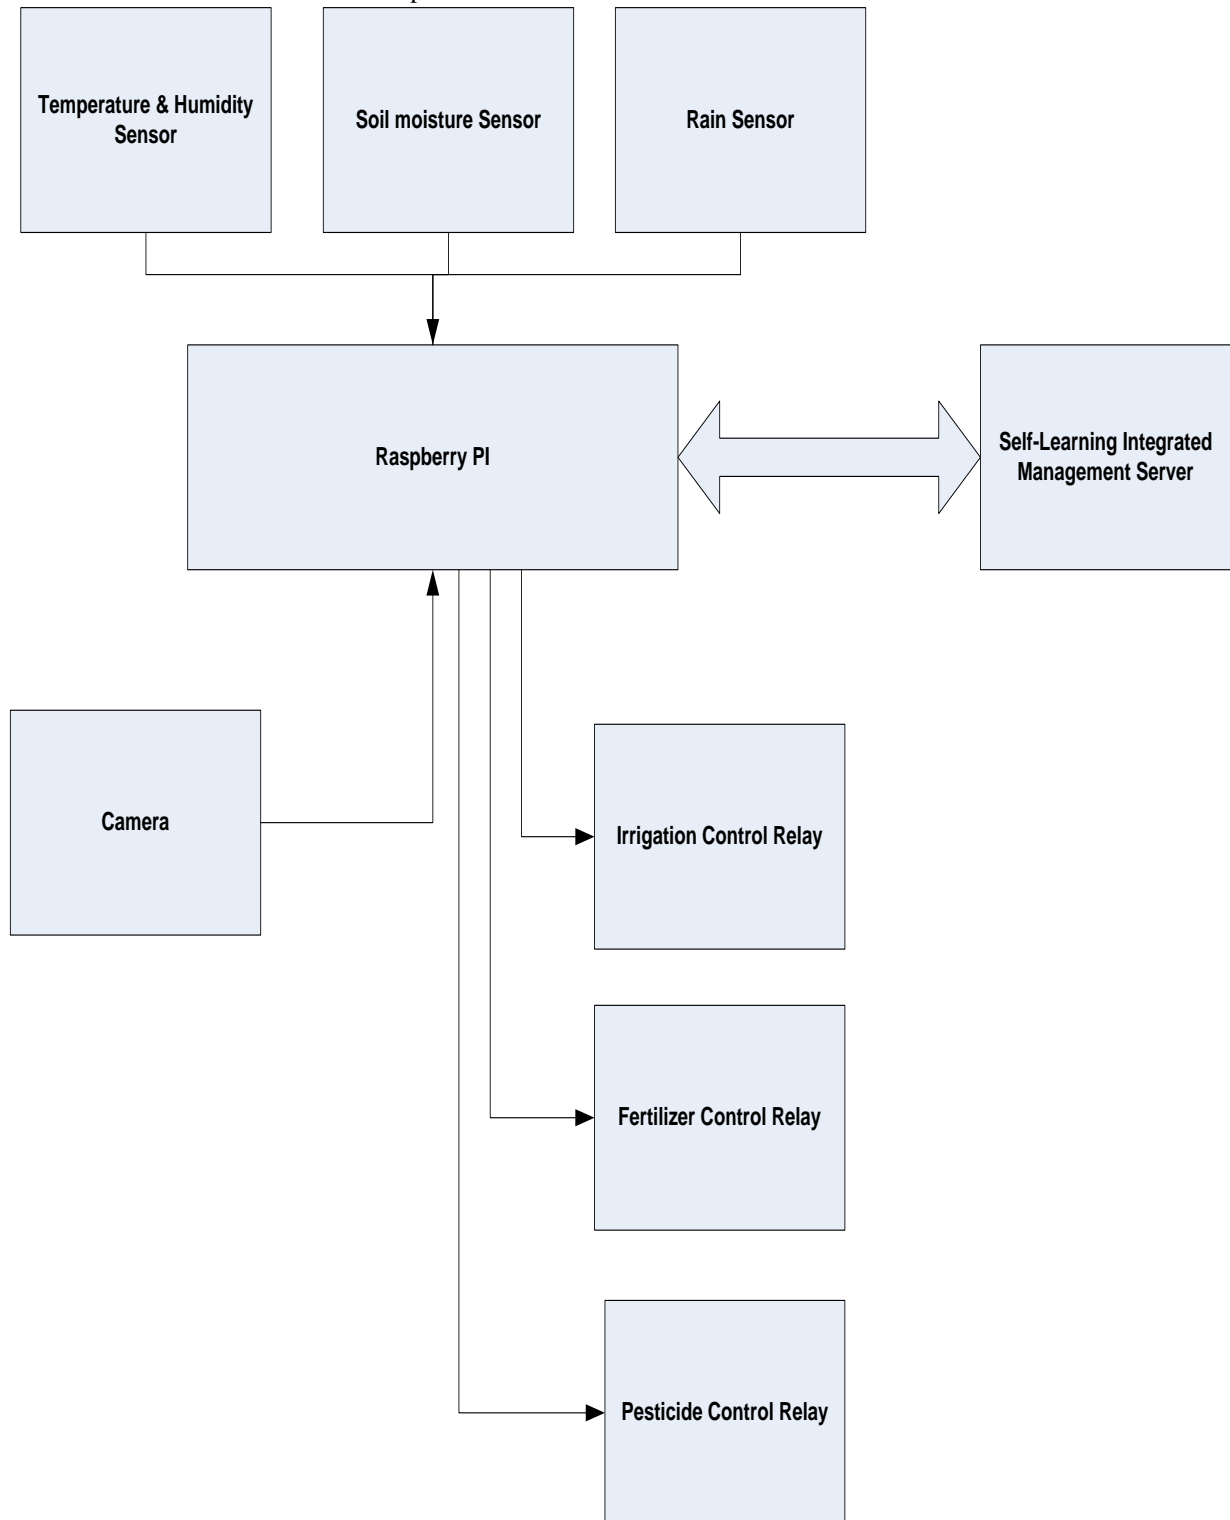 Temperature & Humidity
Sensor
Soil moisture Sensor
Rain Sensor
Raspberry PI
Self-Learning Integrated
Management Server
Camera
Irrigation Control Relay
Fertilizer Control Relay
Pesticide Control Relay